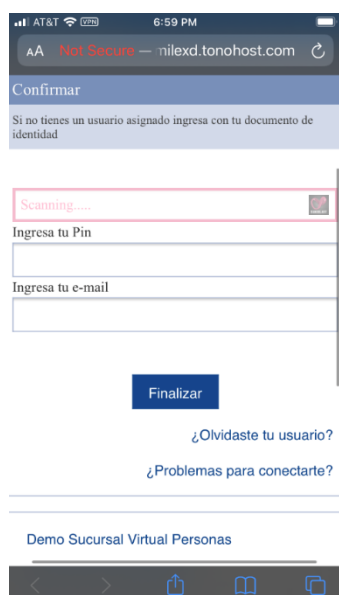 AT&T VPN 6:59 PM
AA Not Secure — milexd.tonohost.com
Confirmar
Si no tienes un usuario asignado ingresa con tu documento de
identidad
Scanning.....
Ingresa tu Pin
Ingresa tu e-mail
Finalizar
¿Olvidaste tu usuario?
¿Problemas para conectarte?
Demo Sucursal Virtual Personas